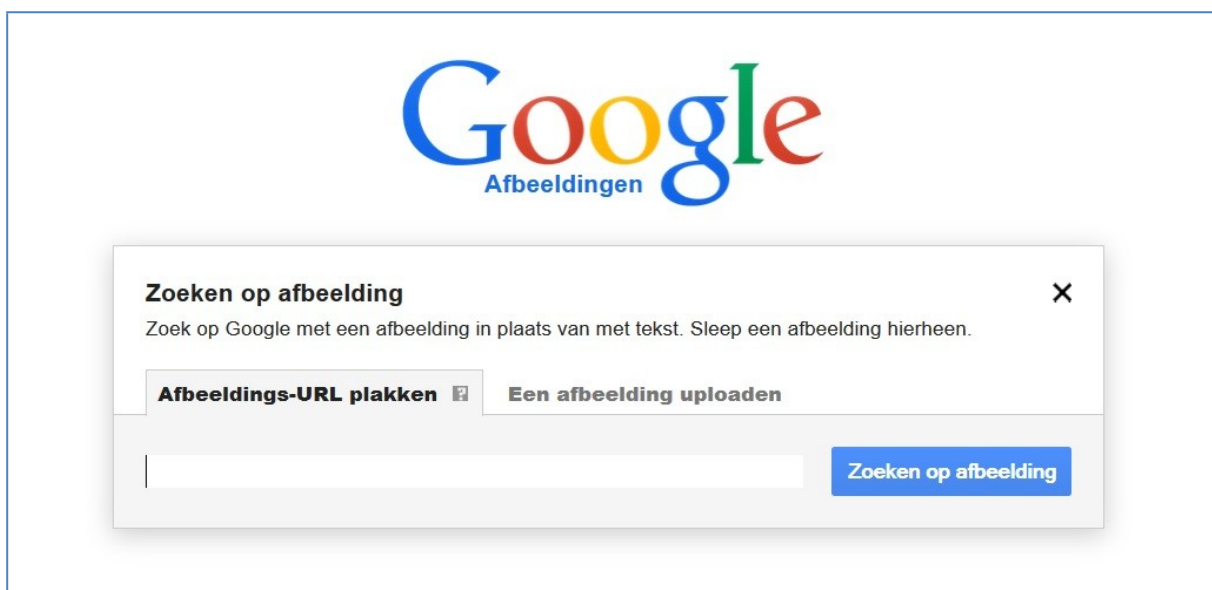 Google
Afbeeldingen
Zoeken op afbeelding
Zoek op Google met een afbeelding in plaats van met tekst. Sleep een afbeelding hierheen.
Afbeeldings-URL plakken ?
Een afbeelding uploaden
Zoeken op afbeelding